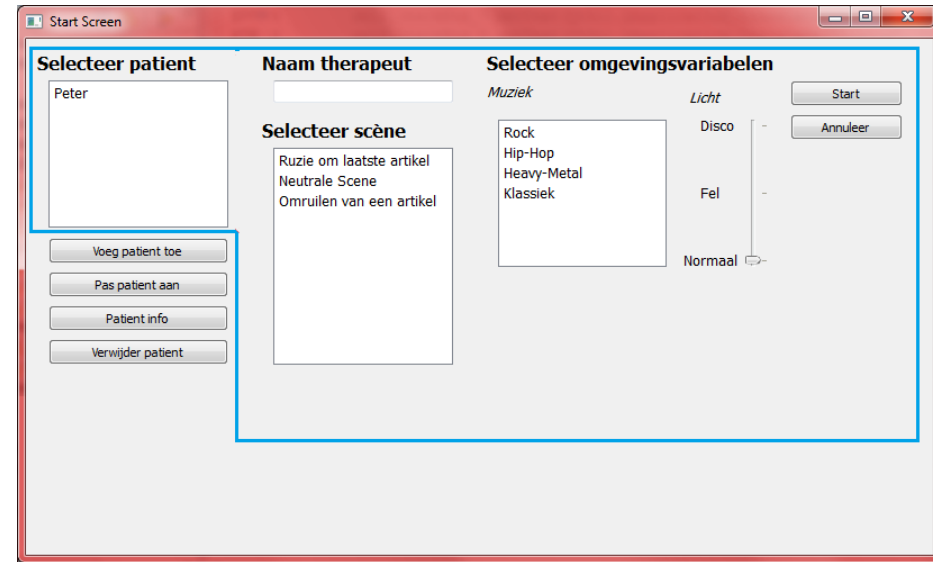 Start Screen
Selecteer patient
Peter
Voeg patient toe
Pas patient aan
Patient info
Verwijder patient
Naam therapeut
Selecteer scène
Ruzie om laatste artikel
Neutrale Scene
Omruilen van een artikel
Selecteer omgevingsvariabelen
Muziek
Rock
Hip-Hop
Heavy-Metal
Klassiek
Licht
Disco
Fel
Normaal
Start
Annuleer